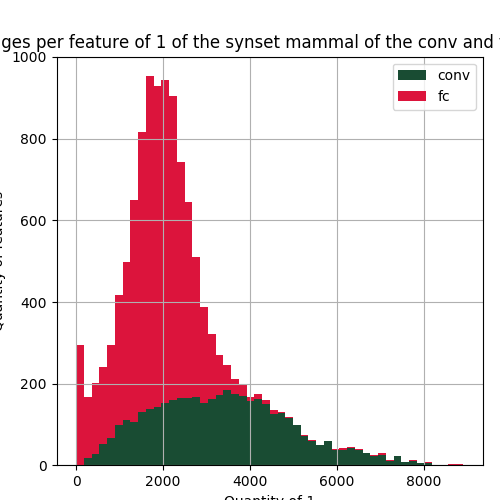 ges per feature of 1 of the synset mammal of the conv and
conv
fc
1000
800
600
400
200
0
Quantity of features
0 2000 4000 6000 8000
Quantity of 1